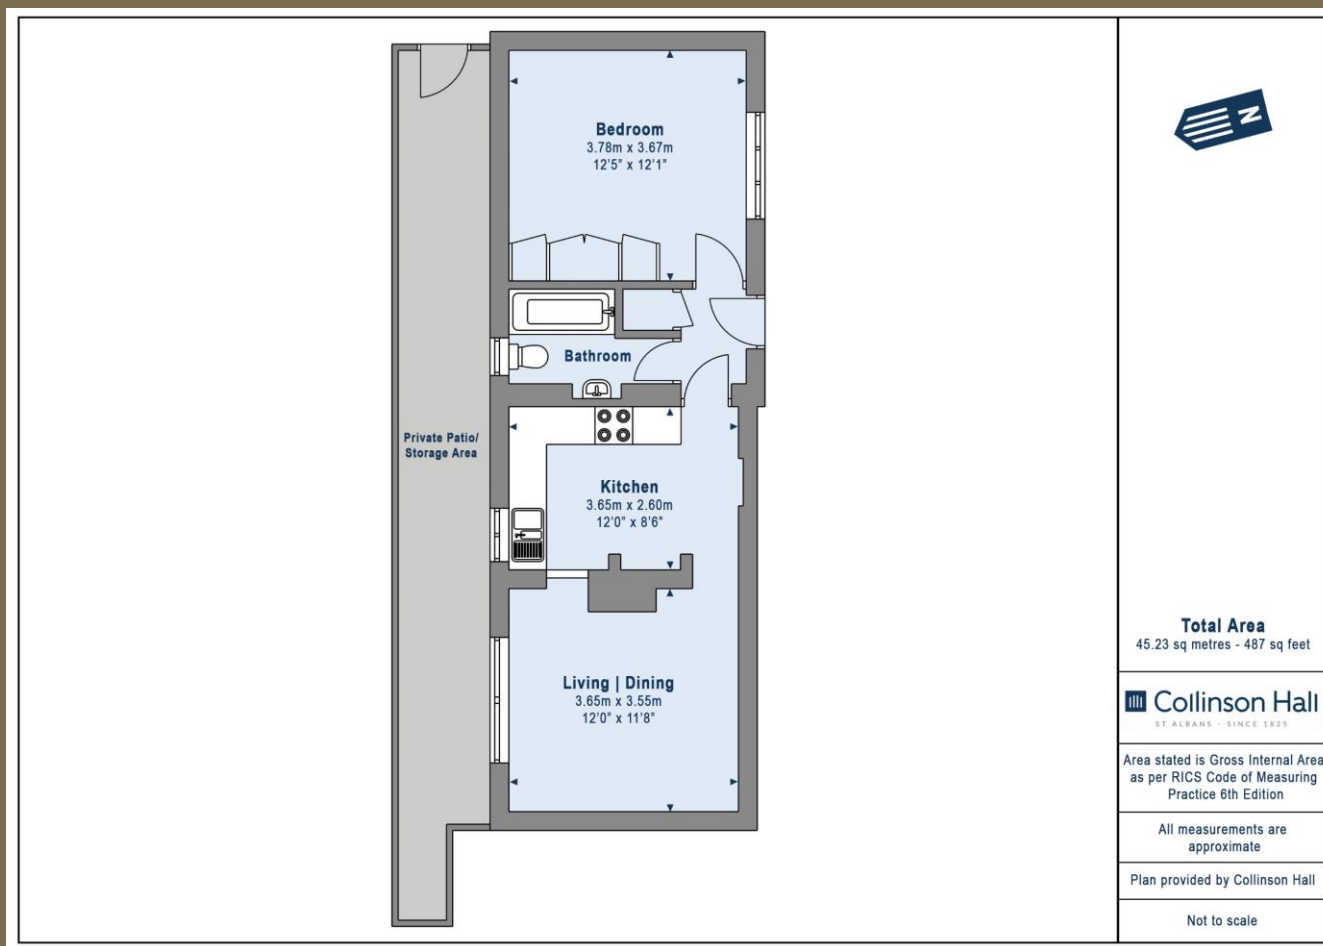 Bedroom
3.78m x 3.67m
12'5" x 12'1"
Bathroom
Private Patio/
Storage Area
Kitchen
3.65m x 2.60m
12'0" x 8'6"
Living | Dining
3.65m x 3.55m
12'0" x 11'8"
N
Total Area
45.23 sq metres - 487 sq feet
Collinson Hall
ST ALBANS - SINCE 1825
Area stated is Gross Internal Area
as per RICS Code of Measuring
Practice 6th Edition
All measurements are
approximate
Plan provided by Collinson Hall
Not to scale